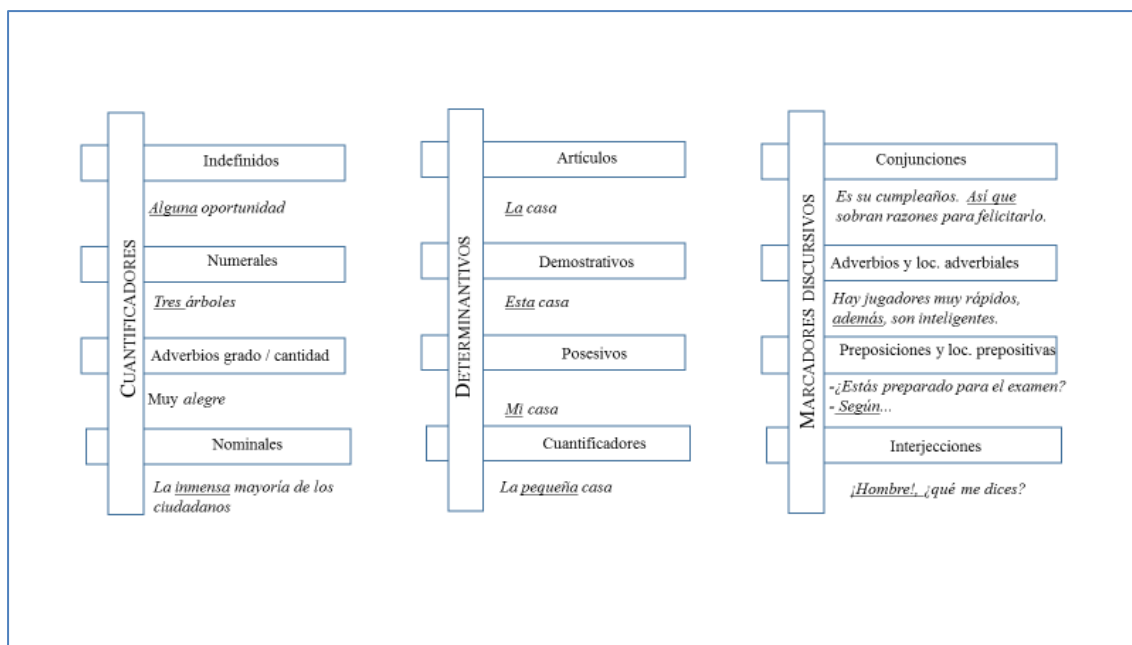 CUANTIFICADORES
Indefinidos
Alguna oportunidad
Numerales
Tres árboles
Adverbios grado / cantidad
Muy alegre
Nominales
La inmensa mayoría de los
ciudadanos
DETERMINANTIVOS
Artículos
La casa
Demostrativos
Esta casa
Posesivos
Mi casa
Cuantificadores
La pequeña casa
MARCADORES DISCURSIVOS
Conjunciones
Es su cumpleaños. Así que
sobran razones para felicitarlo.
Adverbios y loc. adverbiales
Hay jugadores muy rápidos,
además, son inteligentes.
Preposiciones y loc. prepositivas
-¿Estás preparado para el examen?
- Según...
Interjecciones
¡Hombre!, ¿qué me dices?